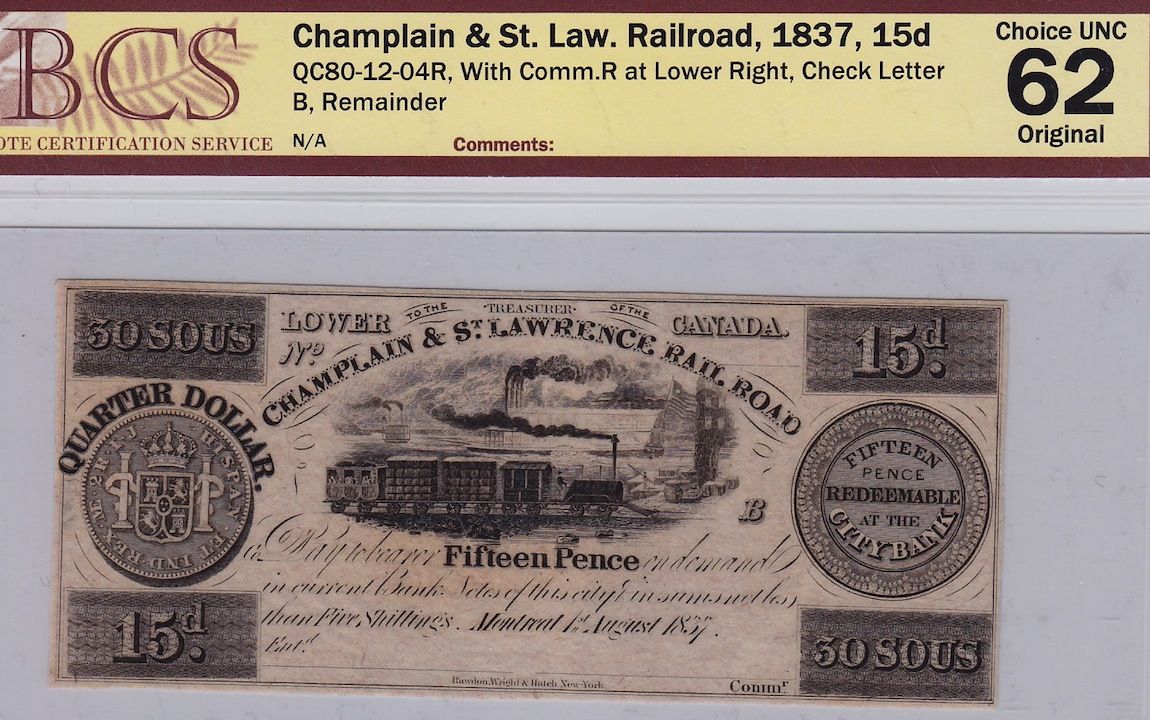 BCS
OTE CERTIFICATION SERVICE
Champlain & St. Law. Railroad, 1837, 15d
QC80-12-04R, With Comm.R at Lower Right, Check Letter
B, Remainder
N/A
Comments:
Choice UNC
62
Original
30 SOUS
LOWER
TO THE
TREASURER
OF THE
CANADA.
15d.
No
CHAMPLAIN & ST LAWRENCE RAIL ROAD
QUARTER DOLLAR.
HISPAN ET IND·REX
FIFTEEN
PENCE
REDEEMABLE
AT THE
CITY BANK
B
Pay to bearer Fifteen Pence on demand
in current Bank Notes of this city in sums not less
than Five Shillings. Montreal 1st August 1837.
15d.
Entd.
30 SOUS
Rawdon, Wright & Hatch New-York
Commr